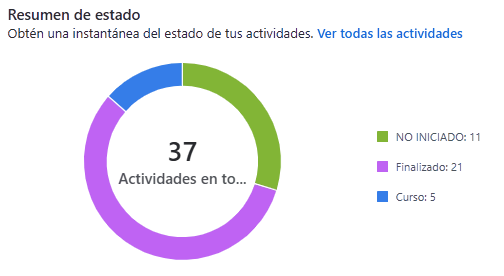 Resumen de estado
Obtén una instantánea del estado de tus actividades. Ver todas las actividades
37
Actividades en to...
NO INICIADO: 11
Finalizado: 21
Curso: 5